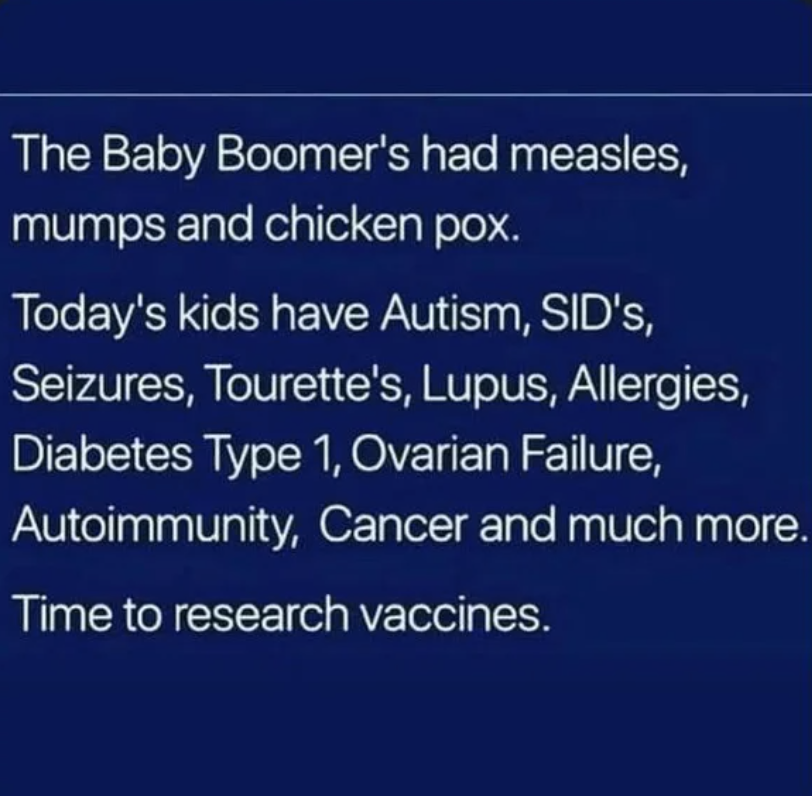 The Baby Boomer's had measles,
mumps and chicken pox.
Today's kids have Autism, SID's,
Seizures, Tourette's, Lupus, Allergies,
Diabetes Type 1, Ovarian Failure,
Autoimmunity, Cancer and much more.
Time to research vaccines.